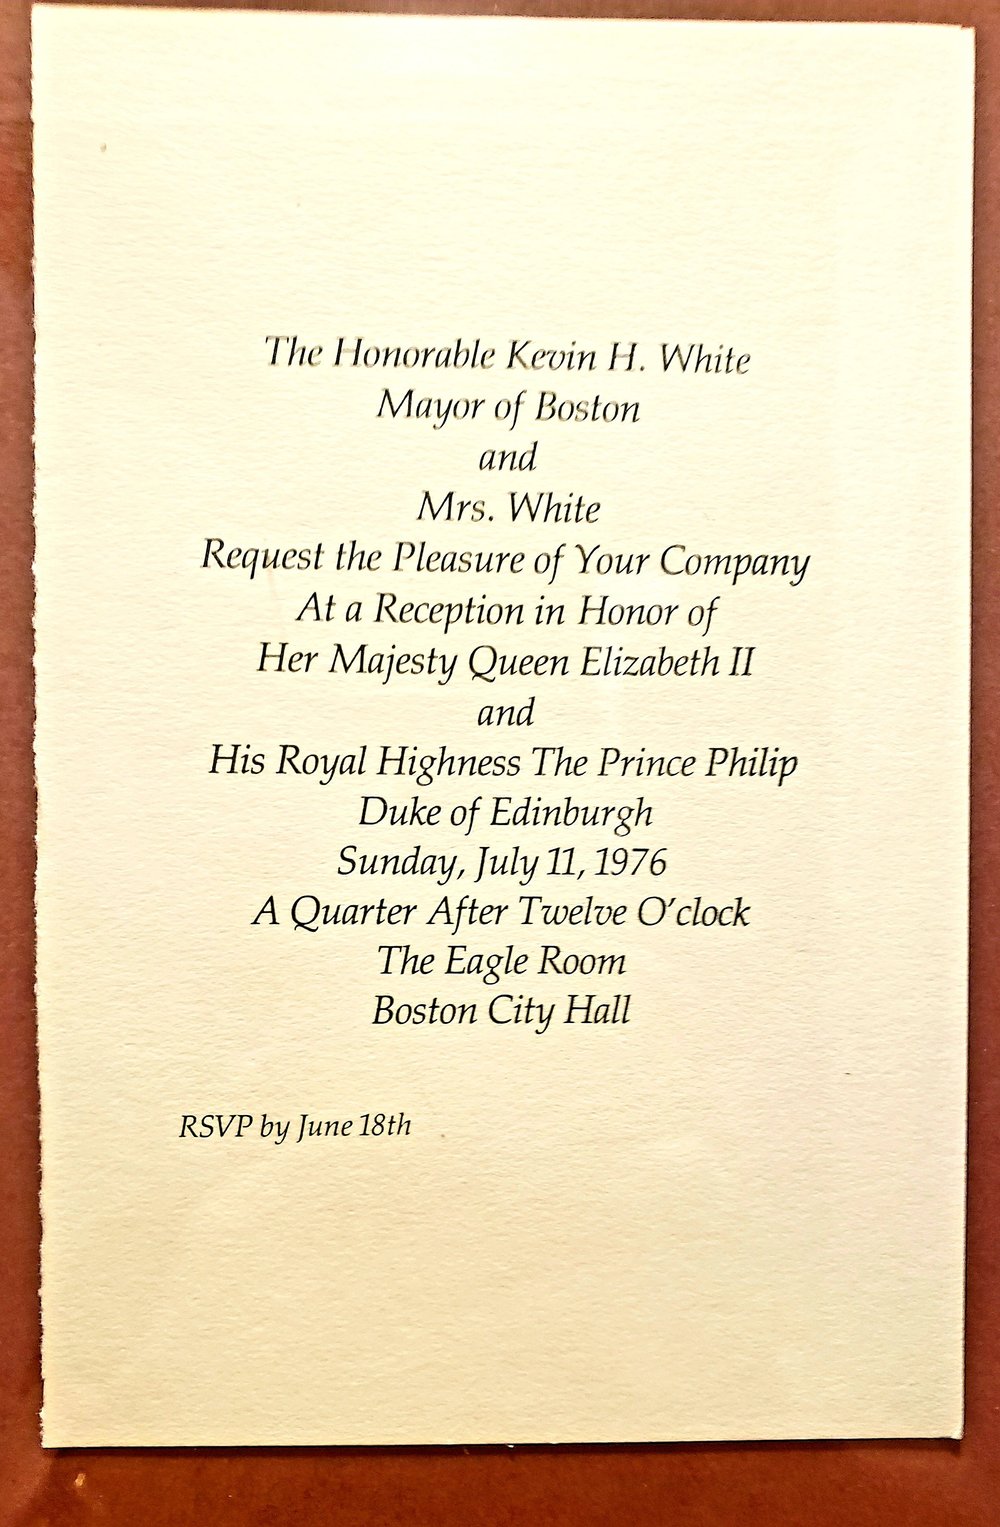 The Honorable Kevin H. White
Mayor of Boston
and
Mrs. White
Request the Pleasure of Your Company
At a Reception in Honor of
Her Majesty Queen Elizabeth II
and
His Royal Highness The Prince Philip
Duke of Edinburgh
Sunday, July 11, 1976
A Quarter After Twelve O'clock
The Eagle Room
Boston City Hall
RSVP by June 18th